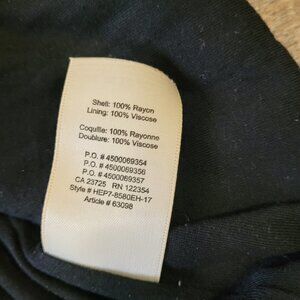 Shell: 100% Rayon
Lining: 100% Viscose
Coquille: 100% Rayonne
Doublure: 100% Viscose
P.O. # 4500069354
P.O. # 4500069356
P.O. # 4500069357
CA 23725 RN 122354
Style # HEP7-8580EH-17
Article # 63098